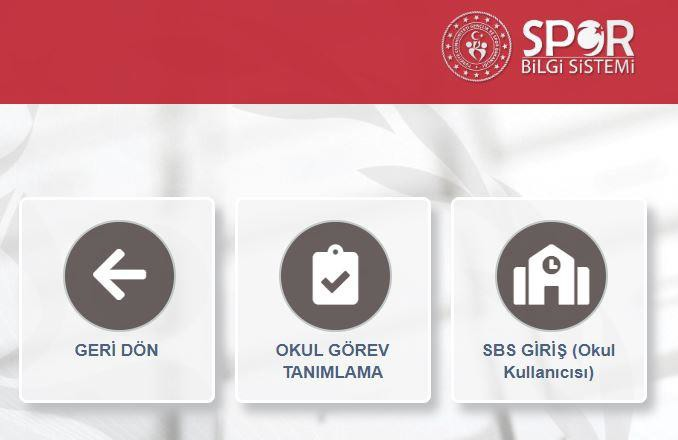 SPOR
BİLGİ SİSTEMİ
GERİ DÖN
OKUL GÖREV
TANIMLAMA
SBS GİRİŞ (Okul
Kullanıcısı)